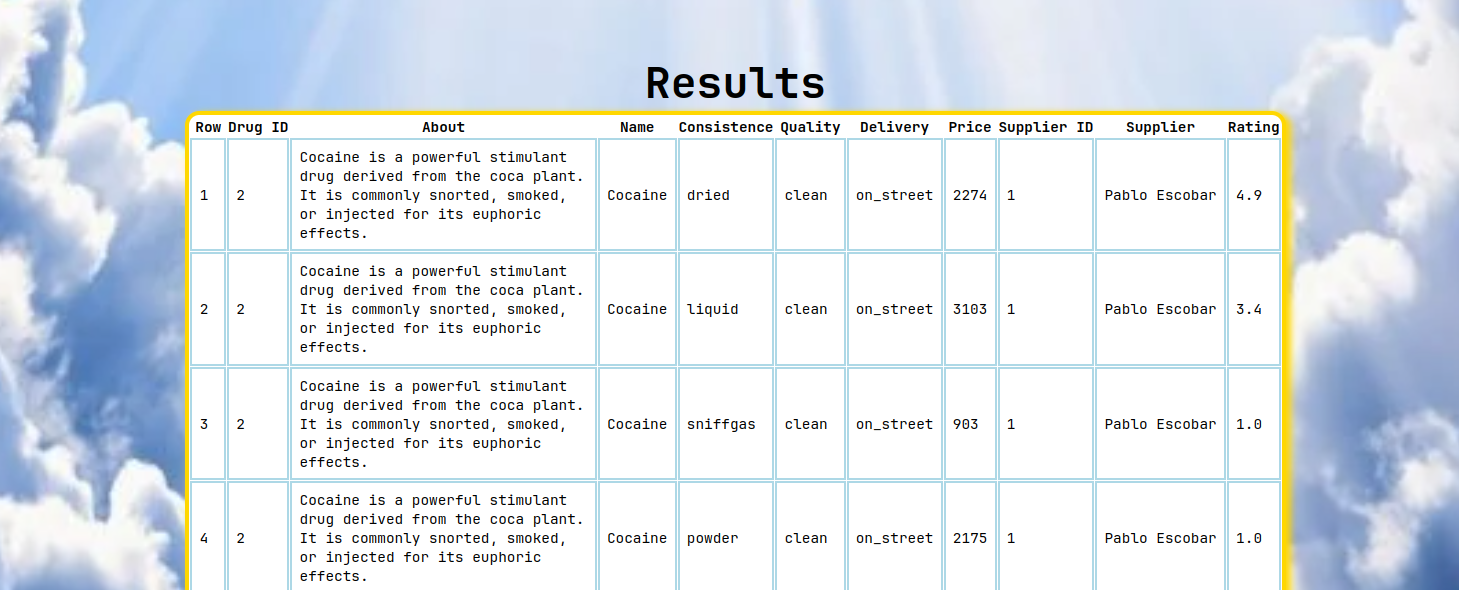 Results
Row Drug ID About Name Consistence Quality Delivery Price Supplier ID Supplier Rating
Cocaine is a powerful stimulant
drug derived from the coca plant.
1 2 It is commonly snorted, smoked, Cocaine dried clean on_street 2274 1 Pablo Escobar 4.9
or injected for its euphoric
effects.
Cocaine is a powerful stimulant
drug derived from the coca plant.
2 2 It is commonly snorted, smoked, Cocaine liquid clean on_street 3103 1 Pablo Escobar 3.4
or injected for its euphoric
effects.
Cocaine is a powerful stimulant
drug derived from the coca plant.
3 2 It is commonly snorted, smoked, Cocaine sniffgas clean on_street 903 1 Pablo Escobar 1.0
or injected for its euphoric
effects.
Cocaine is a powerful stimulant
drug derived from the coca plant.
4 2 It is commonly snorted, smoked, Cocaine powder clean on_street 2175 1 Pablo Escobar 1.0
or injected for its euphoric
effects.